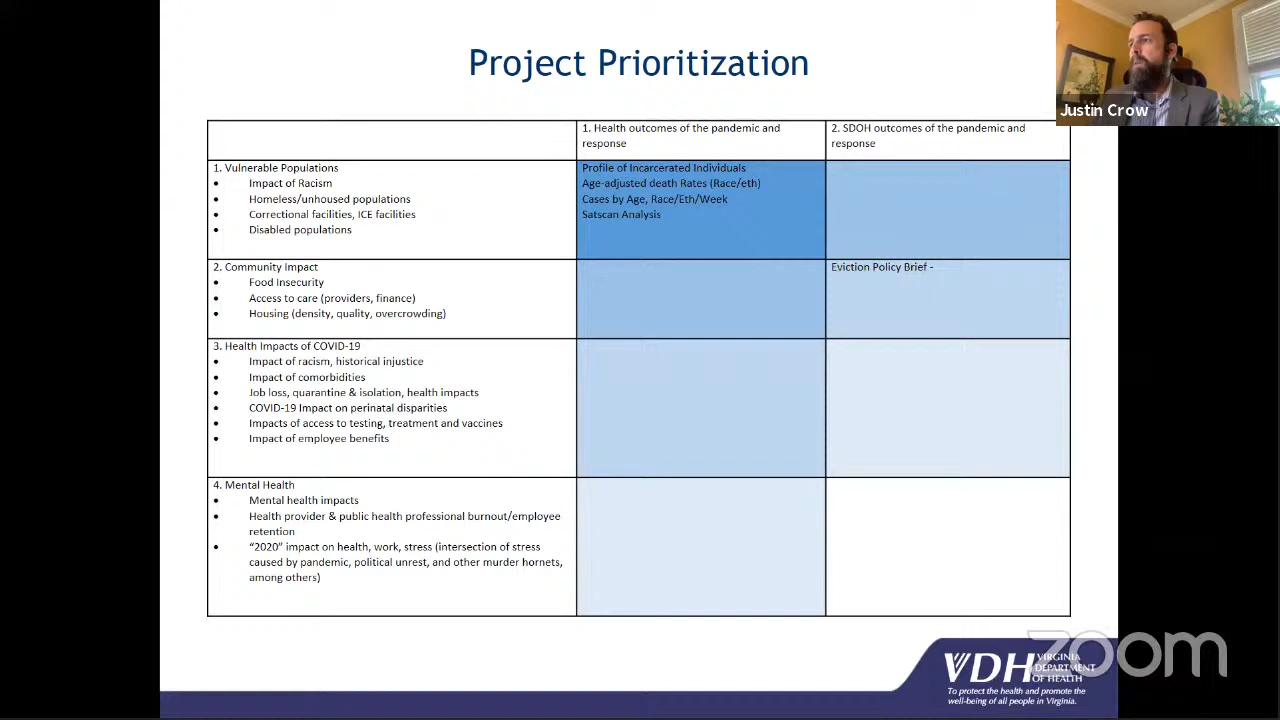 Project Prioritization
Justin Crow
1. Health outcomes of the pandemic and
response
2. SDOH outcomes of the pandemic and
response
1. Vulnerable Populations
• Impact of Racism
• Homeless/unhoused populations
• Correctional facilities, ICE facilities
• Disabled populations
Profile of Incarcerated Individuals
Age-adjusted death Rates (Race/eth)
Cases by Age, Race/Eth/Week
Satscan Analysis
2. Community Impact
• Food Insecurity
• Access to care (providers, finance)
• Housing (density, quality, overcrowding)
Eviction Policy Brief -
3. Health Impacts of COVID-19
• Impact of racism, historical injustice
• Impact of comorbidities
• Job loss, quarantine & isolation, health impacts
• COVID-19 Impact on perinatal disparities
• Impacts of access to testing, treatment and vaccines
• Impact of employee benefits
4. Mental Health
• Mental health impacts
• Health provider & public health professional burnout/employee
retention
• “2020” impact on health, work, stress (intersection of stress
caused by pandemic, political unrest, and other murder hornets,
among others)
zoom
VDH VIRGINIA
DEPARTMENT
OF HEALTH
To protect the health and promote the
well-being of all people in Virginia.